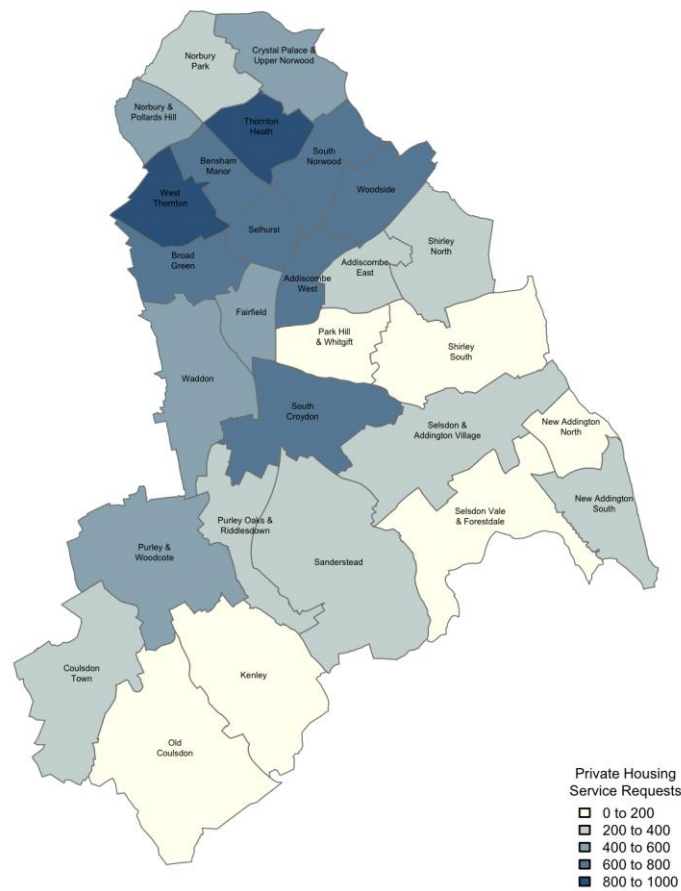 Crystal Palace &
Upper Norwood
Norbury
Park
Norbury &
Pollards Hill
Thornton
Heath
South
Norwood
Bensham
Manor
Woodside
West
Thornton
Selhurst
Shirley
North
Broad
Green
Addiscombe
East
Addiscombe
West
Fairfield
Park Hill
& Whitgift
Shirley
South
Waddon
South
Croydon
Selsdon &
Addington Village
New Addington
North
New Addington
South
Selsdon Vale
& Forestdale
Purley Oaks &
Riddlesdown
Purley &
Woodcote
Sanderstead
Coulsdon
Town
Kenley
Old
Coulsdon
Private Housing
Service Requests
0 to 200
200 to 400
400 to 600
600 to 800
800 to 1000